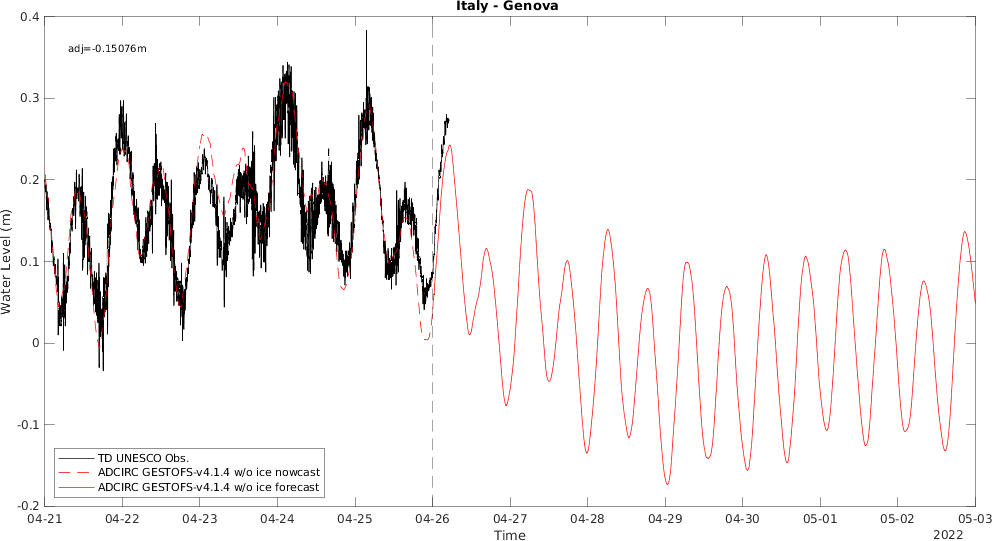 Italy - Genova
adj=-0.15076m
Water Level (m)
0.4
0.3
0.2
0.1
0
-0.1
-0.2
TD UNESCO Obs.
ADCIRC GESTOFS-v4.1.4 w/o ice nowcast
ADCIRC GESTOFS-v4.1.4 w/o ice forecast
04-21 04-22 04-23 04-24 04-25 04-26 04-27 04-28 04-29 04-30 05-01 05-02 05-03
Time
2022